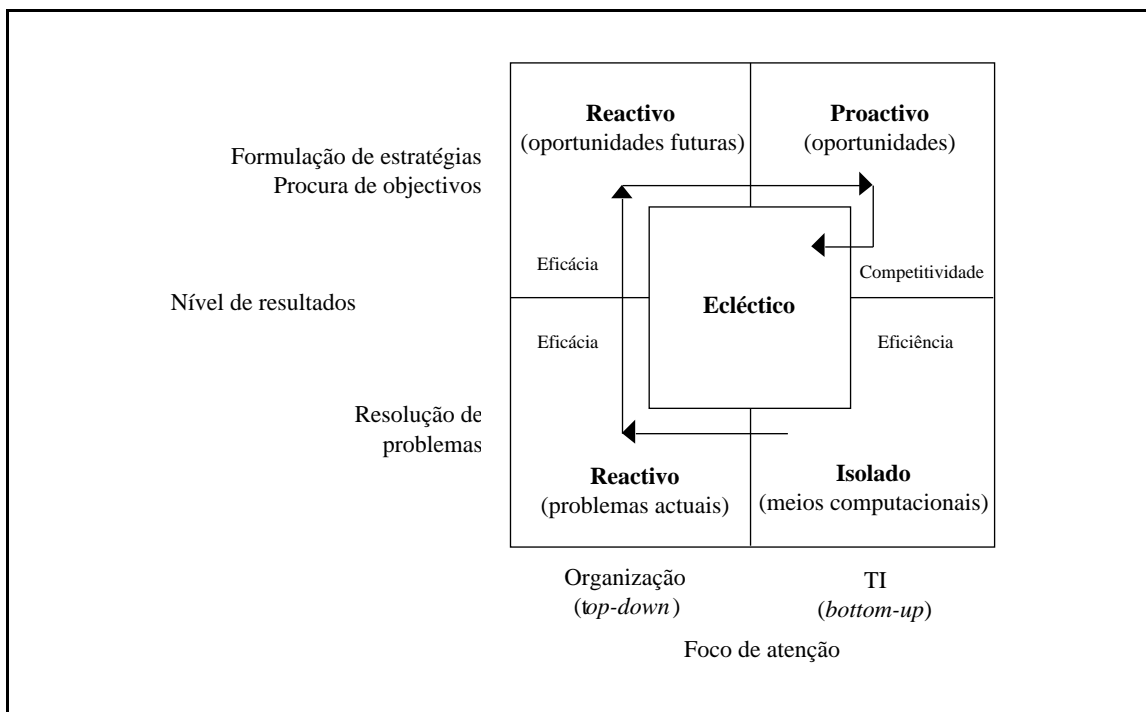 Reactivo
(oportunidades futuras)
Proactivo
(oportunidades)
Formulação de estratégias
Procura de objectivos
Eficácia
Competitividade
Nível de resultados
Ecléctico
Eficácia
Eficiência
Resolução de
problemas
Reactivo
(problemas actuais)
Isolado
(meios computacionais)
Organização
(top-down)
TI
(bottom-up)
Foco de atenção